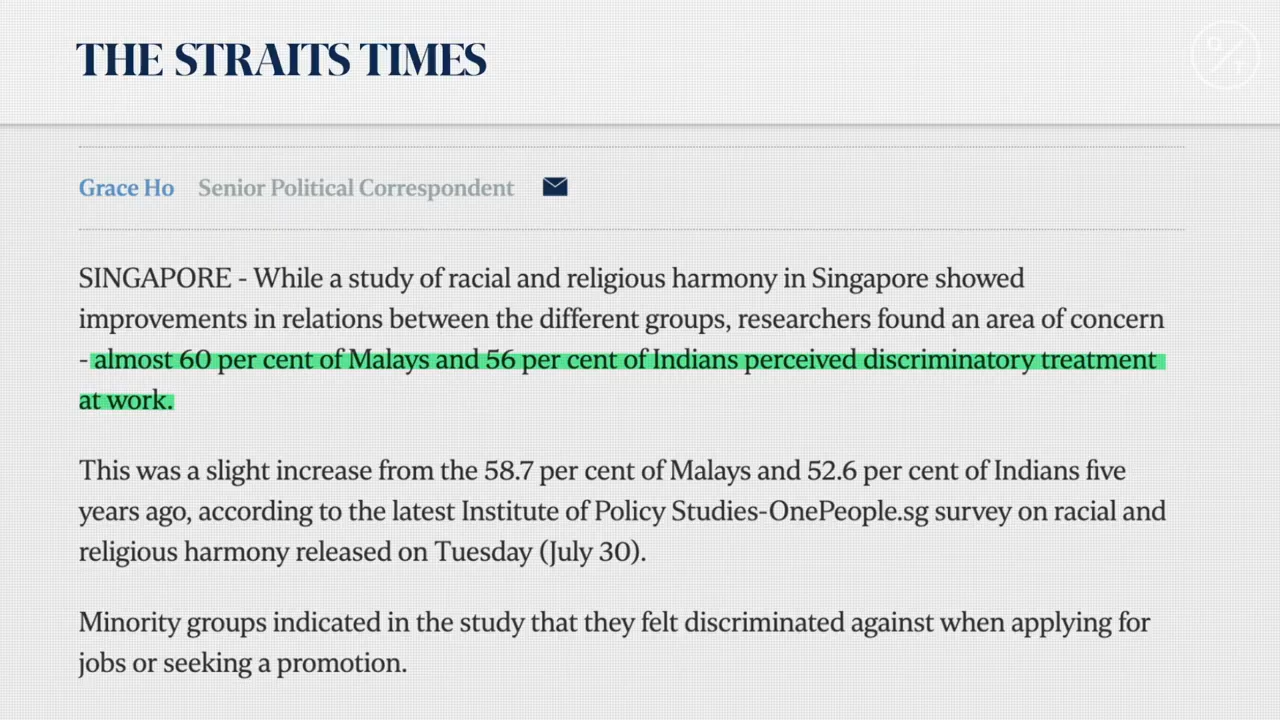 THE STRAITS TIMES
Q
T
Grace Ho Senior Political Correspondent
SINGAPORE - While a study of racial and religious harmony in Singapore showed
improvements in relations between the different groups, researchers found an area of concern
- almost 60 per cent of Malays and 56 per cent of Indians perceived discriminatory treatment
at work.
This was a slight increase from the 58.7 per cent of Malays and 52.6 per cent of Indians five
years ago, according to the latest Institute of Policy Studies-OnePeople.sg survey on racial and
religious harmony released on Tuesday (July 30).
Minority groups indicated in the study that they felt discriminated against when applying for
jobs or seeking a promotion.